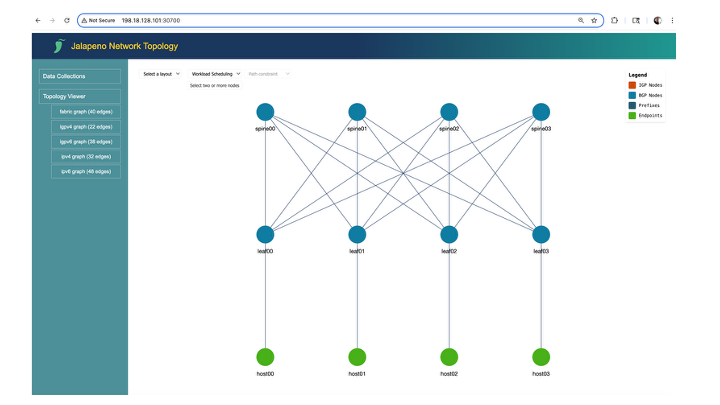 Not Secure 198.18.128.101:30700
Jalapeno Network Topology
Data Collections
Topology Viewer
fabric graph (40 edges)
igpv4 graph (22 edges)
igpv6 graph (36 edges)
ipv4 graph (32 edges)
ipv6 graph (48 edges)
Select a layout Workload Scheduling Path constraint
Select two or more nodes
Legend
IGP Nodes
BGP Nodes
Prefixes
Endpoints
spine00 spine01 spine02 spine03
leaf00 leaf01 leaf02 leaf03
host00 host01 host02 host03